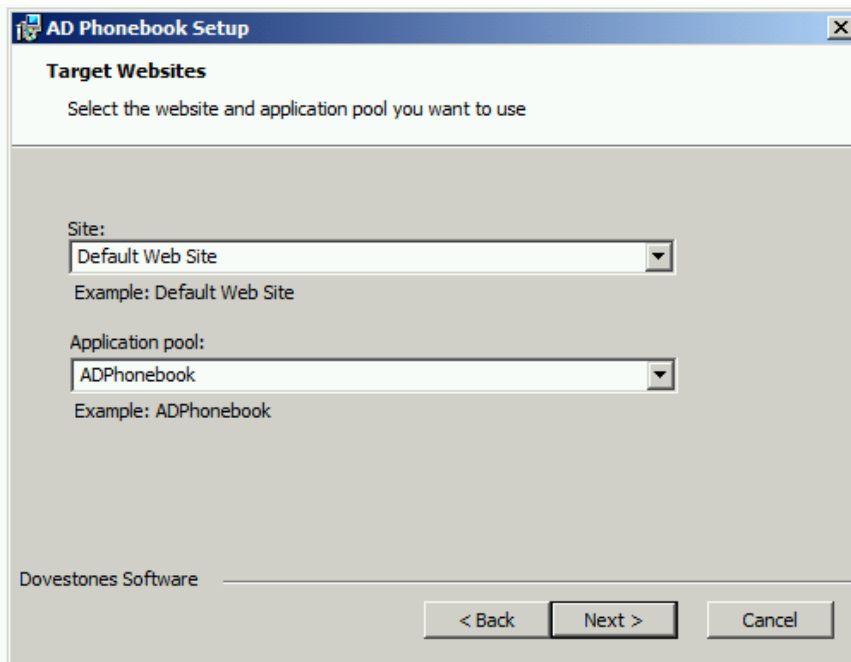 AD Phonebook Setup
Target Websites
Select the website and application pool you want to use
Site:
Default Web Site
Example: Default Web Site
Application pool:
ADPhonebook
Example: ADPhonebook
Dovestones Software
< Back Next > Cancel